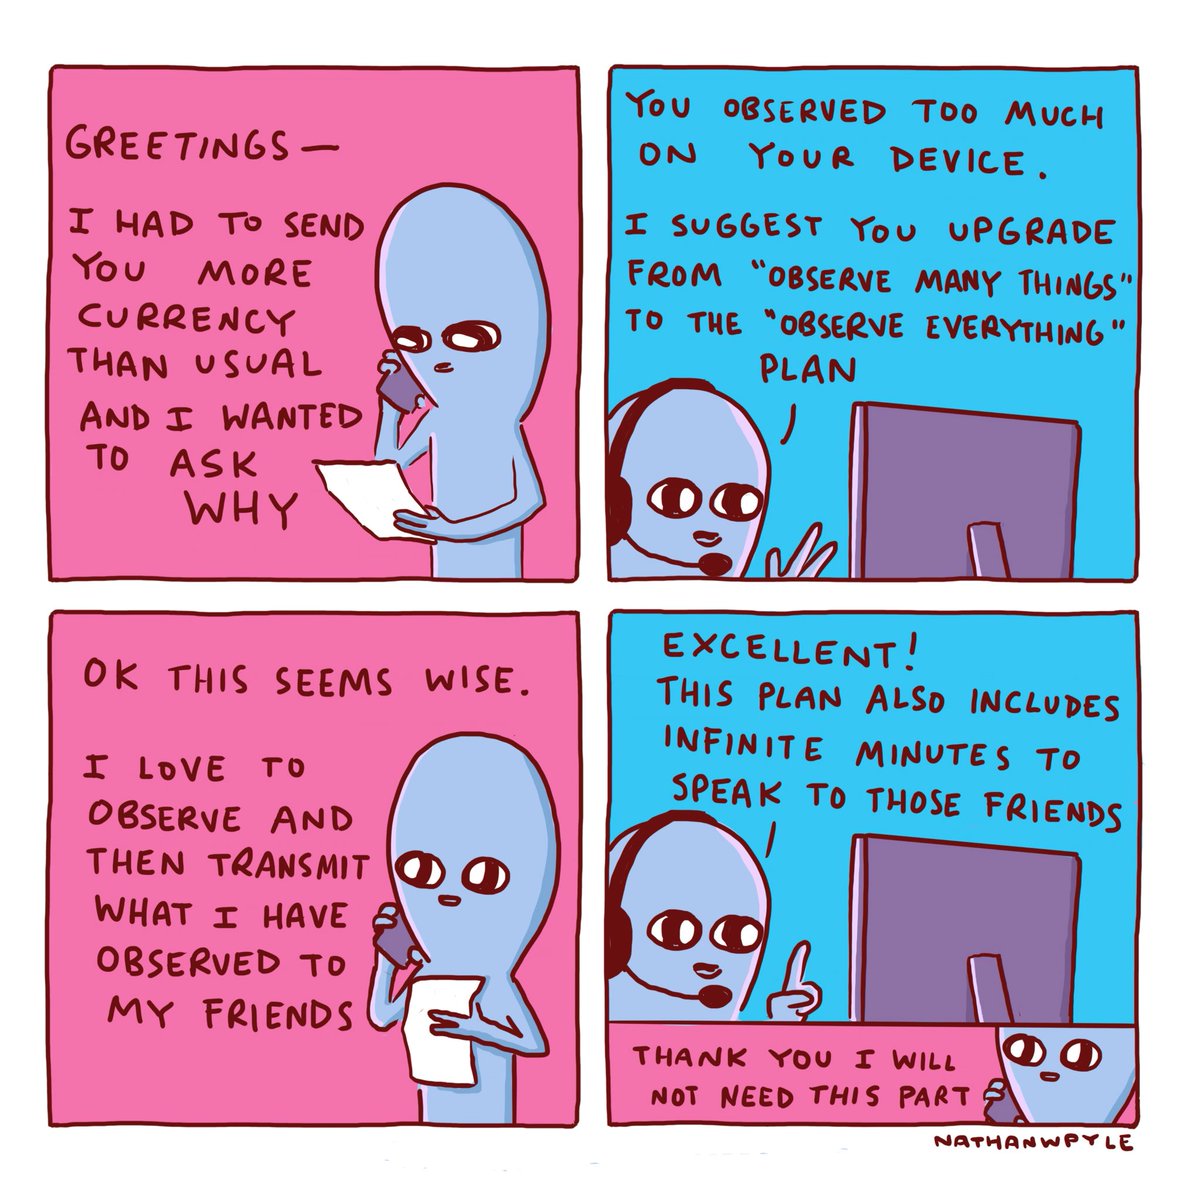 GREETINGS —
I HAD TO SEND
YOU MORE
CURRENCY
THAN USUAL
AND I WANTED
TO ASK
WHY
YOU OBSERVED TOO MUCH
ON YOUR DEVICE.
I SUGGEST YOU UPGRADE
FROM "OBSERVE MANY THINGS"
TO THE "OBSERVE EVERYTHING"
PLAN
OK THIS SEEMS WISE.
I LOVE TO
OBSERVE AND
THEN TRANSMIT
WHAT I HAVE
OBSERVED TO
MY FRIENDS
EXCELLENT!
THIS PLAN ALSO INCLUDES
INFINITE MINUTES TO
SPEAK TO THOSE FRIENDS
THANK YOU I WILL
NOT NEED THIS PART
NATHANWPYLE